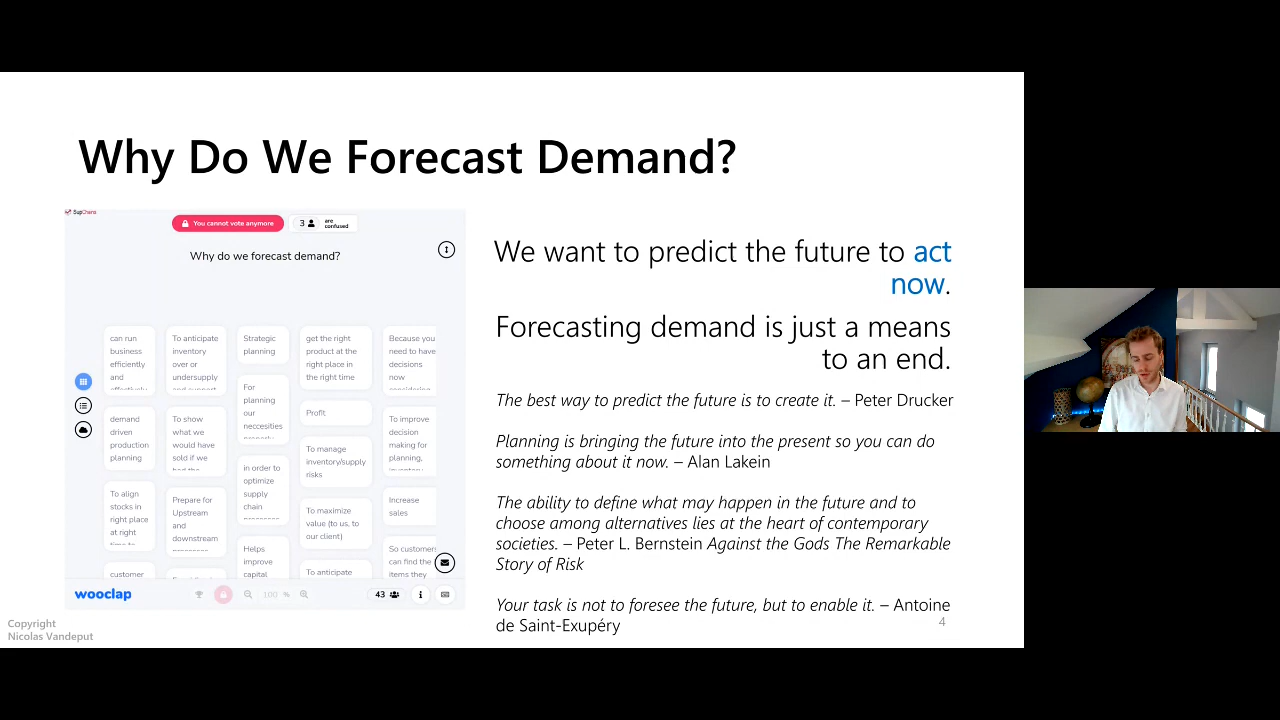 Why Do We Forecast Demand?
SupChains
You cannot vote anymore
3 are
confused
Why do we forecast demand?
can run
business
efficiently
and
demand
driven
production
planning
To align
stocks in
right place
at right
customer
To anticipate
inventory
over or
undersupply
To show
what we
would have
sold if we
Prepare for
Upstream
and
downstream
Strategic
planning
For
planning
our
neccesities
in order to
optimize
supply
chain
Helps
improve
capital
get the right
product at the
right place in
the right time
Profit
To manage
inventory/supply
risks
To maximize
value (to us, to
our client)
To anticipate
Because you
need to have
decisions
now
To improve
decision
making for
planning,
Increase
sales
So customers
can find the
items they
wooclap
100 %
43
We want to predict the future to act
now.
Forecasting demand is just a means
to an end.
The best way to predict the future is to create it. – Peter Drucker
Planning is bringing the future into the present so you can do
something about it now. – Alan Lakein
The ability to define what may happen in the future and to
choose among alternatives lies at the heart of contemporary
societies. – Peter L. Bernstein Against the Gods The Remarkable
Story of Risk
Your task is not to foresee the future, but to enable it. – Antoine
de Saint-Exupéry
4
Copyright
Nicolas Vandeput